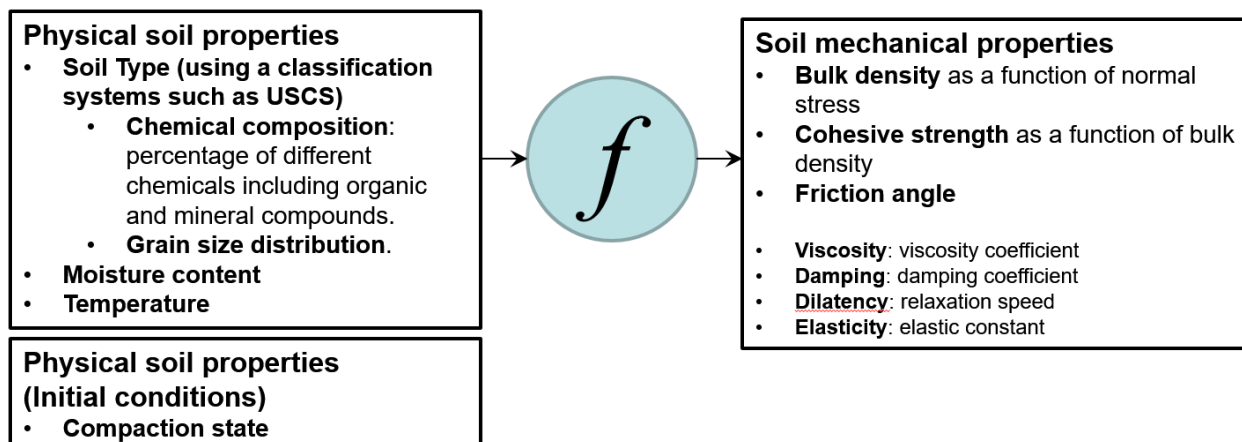 Physical soil properties
• Soil Type (using a classification
systems such as USCS)
• Chemical composition:
percentage of different
chemicals including organic
and mineral compounds.
• Grain size distribution.
• Moisture content
• Temperature
Physical soil properties
(Initial conditions)
• Compaction state
f
Soil mechanical properties
• Bulk density as a function of normal
stress
• Cohesive strength as a function of bulk
density
• Friction angle
• Viscosity: viscosity coefficient
• Damping: damping coefficient
• Dilatency: relaxation speed
• Elasticity: elastic constant